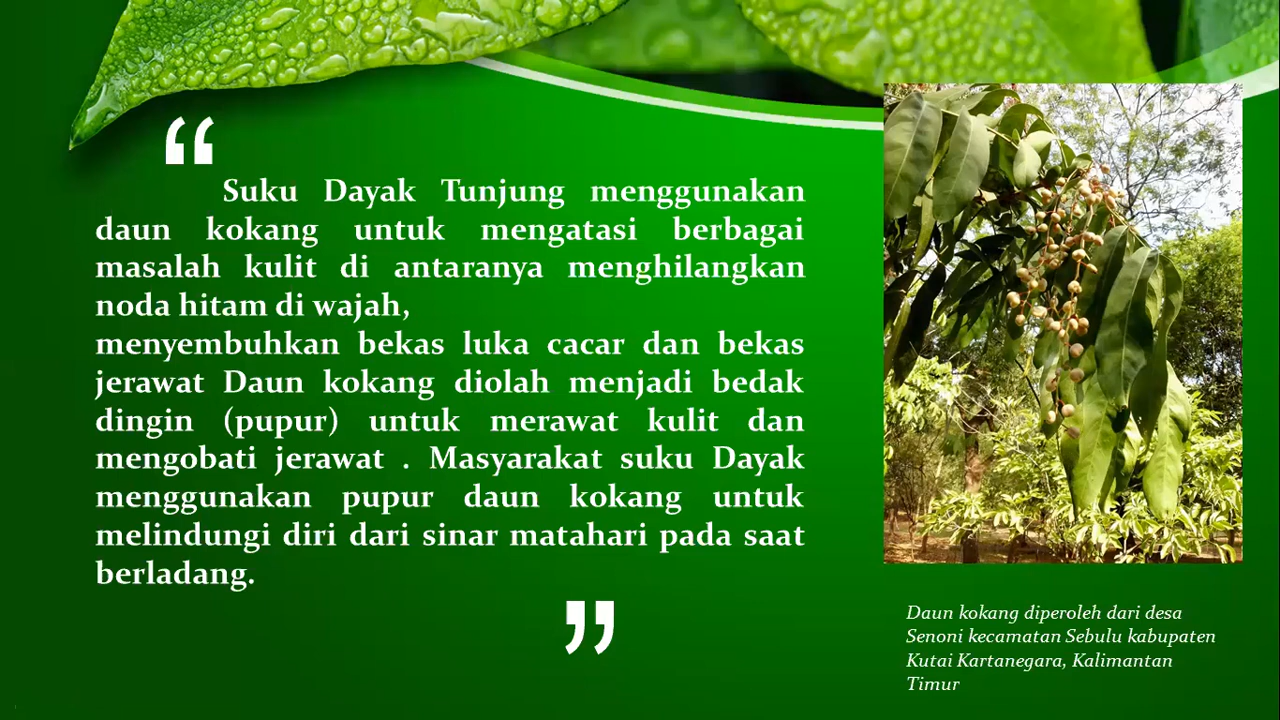 “
Suku Dayak Tunjung menggunakan
daun kokang untuk mengatasi berbagai
masalah kulit di antaranya menghilangkan
noda hitam di wajah,
menyembuhkan bekas luka cacar dan bekas
jerawat Daun kokang diolah menjadi bedak
dingin (pupur) untuk merawat kulit dan
mengobati jerawat . Masyarakat suku Dayak
menggunakan pupur daun kokang untuk
melindungi diri dari sinar matahari pada saat
berladang.
”
Daun kokang diperoleh dari desa
Senoni kecamatan Sebulu kabupaten
Kutai Kartanegara, Kalimantan
Timur